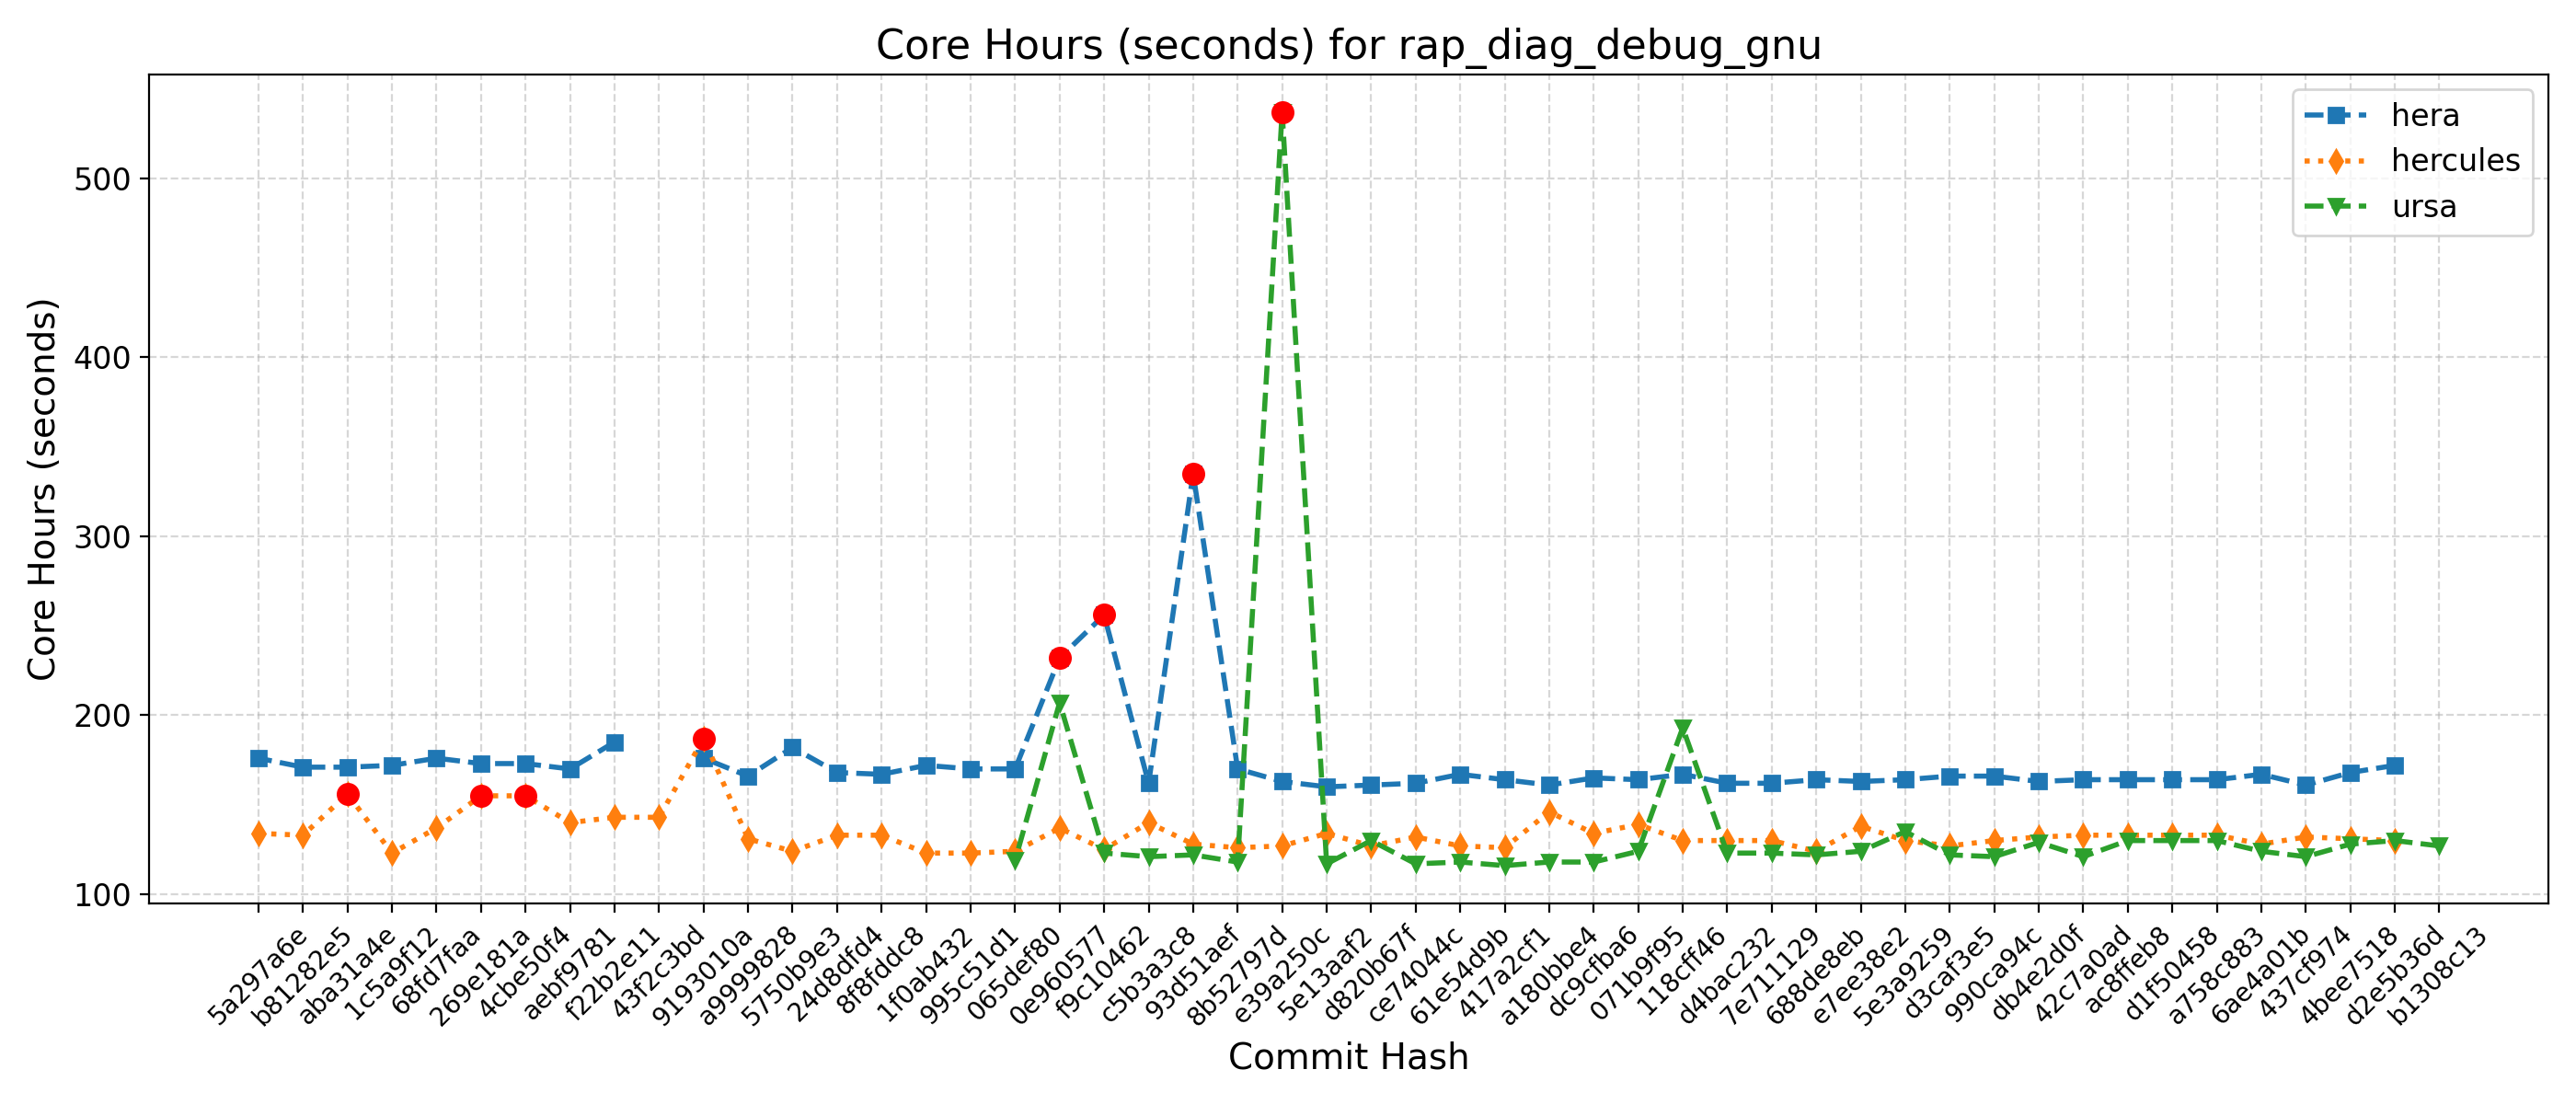 Core Hours (seconds) for rap_diag_debug_gnu
hera
hercules
ursa
Core Hours (seconds)
500
400
300
200
100
5a297a6e
b81282e5
aba31a4e
1c5a9f12
68fd7faa
269e181a
4cbe50f4
aebf9781
f22b2e11
43f2c3bd
9193010a
a9999828
5750b9e3
24d8dfd4
8f8fddc8
1f0ab432
995c51d1
065def80
0e960577
f9c10462
c5b3a3c8
93d51aef
8b52797d
e39a250c
5e13aaf2
d820b67f
ce74044c
61e54d9b
417a2cf1
a180bbe4
dc9cfba6
071b9f95
118cff46
d4bac232
7e711129
688de8eb
e7ee38e2
5e3a9259
d3caf3e5
990ca94c
db4e2d0f
42c7a0ad
ac8ffeb8
d1f50458
a758c883
6ae4a01b
437cf974
4bee7518
d2e5b36d
b1308c13
Commit Hash